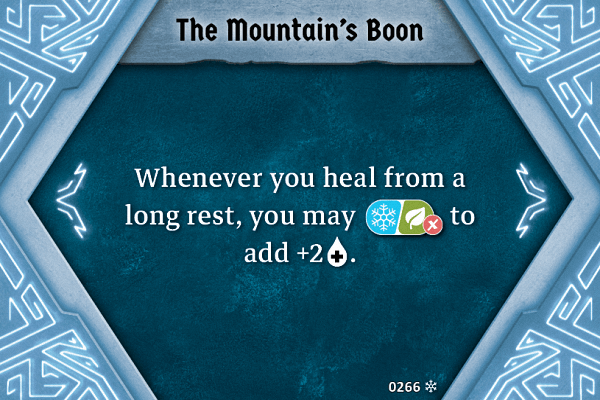 The Mountain's Boon
Whenever you heal from a
long rest, you may to
add +2.
0266